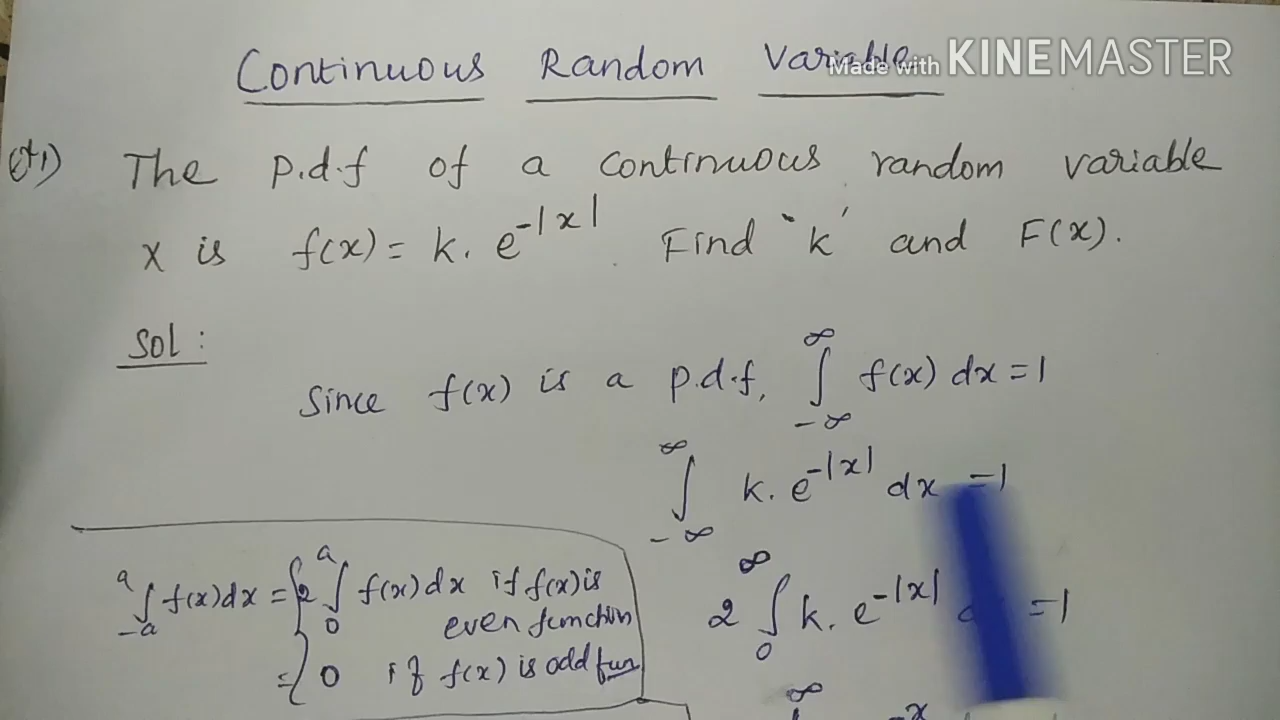 Continuous Random Variable
Made with KINEMASTER
The p.d.f of a continuous random variable
x is f(x) = k. e^-|x| Find 'k' and F(x).
Sol :
Since f(x) is a p.d.f, ∫_-∞^∞ f(x) dx = 1
∫_-∞^∞ k. e^-|x| dx = 1
2 ∫_0^∞ k. e^-|x| = 1
∫_-a^a f(x) dx = { 2 ∫_0^a f(x) dx if f(x) is
even function
= { 0 if f(x) is odd fun
∞ -x